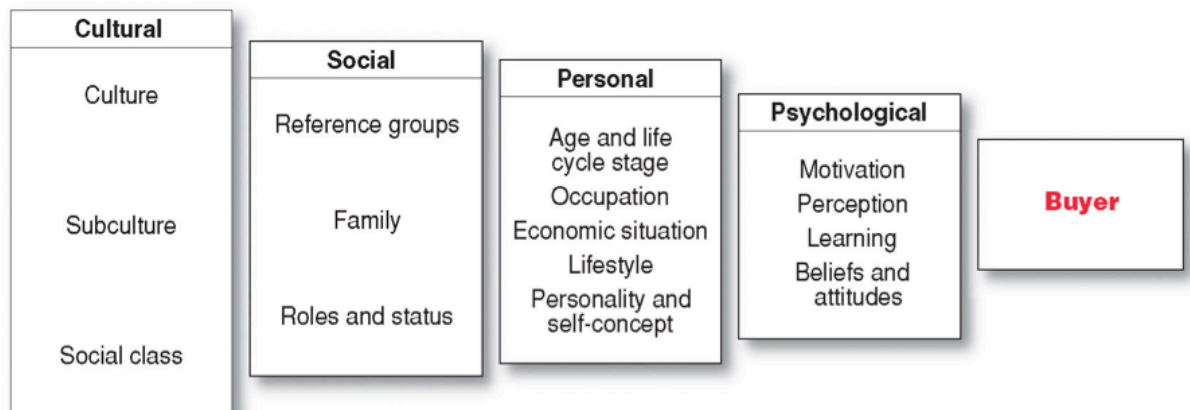 Cultural
Culture
Subculture
Social class
Social
Reference groups
Family
Roles and status
Personal
Age and life
cycle stage
Occupation
Economic situation
Lifestyle
Personality and
self-concept
Psychological
Motivation
Perception
Learning
Beliefs and
attitudes
Buyer